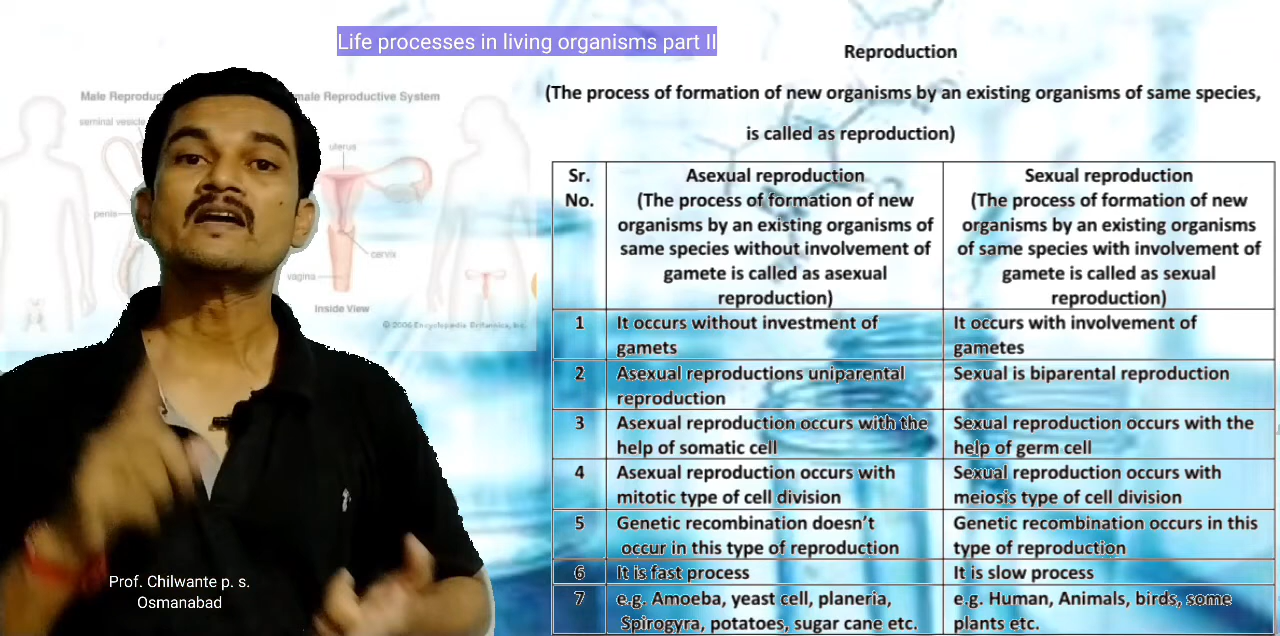 Life processes in living organisms part II
Reproduction
(The process of formation of new organisms by an existing organisms of same species,
is called as reproduction)
Male Reproduc
male Reproductive System
seminal vesicle
uterus
penis
cervix
vagina
Inside View
© 2006 Encyclopædia Britannica, Inc.
Sr.
No.
Asexual reproduction
(The process of formation of new
organisms by an existing organisms of
same species without involvement of
gamete is called as asexual
reproduction)
Sexual reproduction
(The process of formation of new
organisms by an existing organisms
of same species with involvement of
gamete is called as sexual
reproduction)
1
It occurs without investment of
gamets
It occurs with involvement of
gametes
2
Asexual reproductions uniparental
reproduction
Sexual is biparental reproduction
3
Asexual reproduction occurs with the
help of somatic cell
Sexual reproduction occurs with the
help of germ cell
4
Asexual reproduction occurs with
mitotic type of cell division
Sexual reproduction occurs with
meiosis type of cell division
5
Genetic recombination doesn't
occur in this type of reproduction
Genetic recombination occurs in this
type of reproduction
6
It is fast process
It is slow process
7
e.g. Amoeba, yeast cell, planeria,
Spirogyra, potatoes, sugar cane etc.
e.g. Human, Animals, birds, some
plants etc.
Prof. Chilwante p. s.
Osmanabad